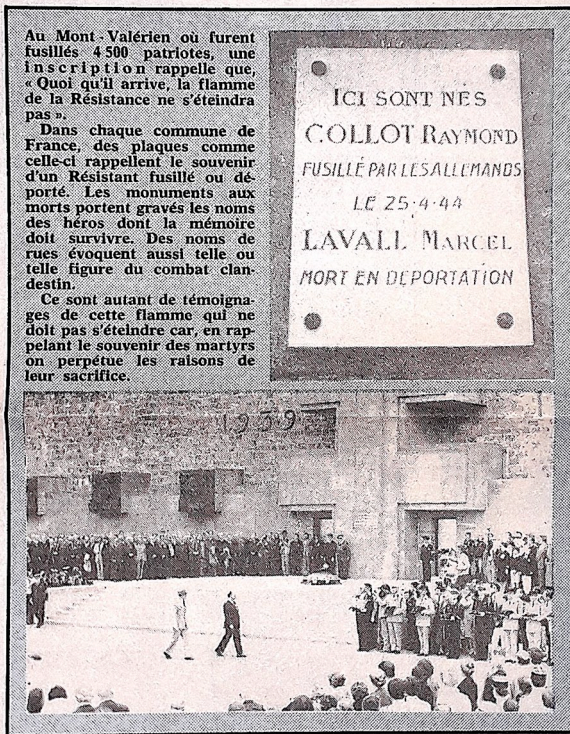 Au Mont-Valérien où furent
fusillés 4 500 patriotes, une
inscription rappelle que,
« Quoi qu'il arrive, la flamme
de la Résistance ne s'éteindra
pas ».
Dans chaque commune de
France, des plaques comme
celle-ci rappellent le souvenir
d'un Résistant fusillé ou dé-
porté. Les monuments aux
morts portent gravés les noms
des héros dont la mémoire
doit survivre. Des noms de
rues évoquent aussi telle ou
telle figure du combat clan-
destin.
Ce sont autant de témoigna-
ges de cette flamme qui ne
doit pas s'éteindre car, en rap-
pelant le souvenir des martyrs
on perpétue les raisons de
leur sacrifice.
ICI SONT NÉS
COLLOT RAYMOND
FUSILLÉ PAR LES ALLEMANDS
LE 25·4·44
LAVALL MARCEL
MORT EN DÉPORTATION
1939